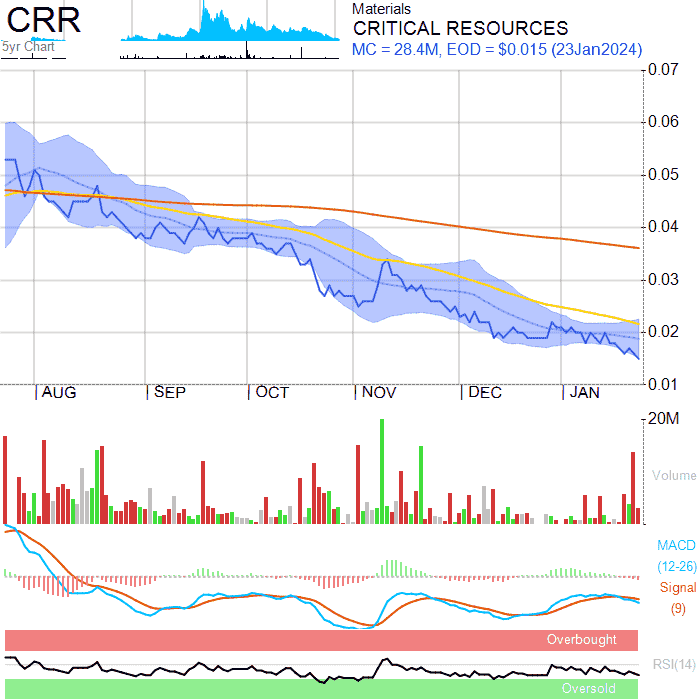 CRR
5yr Chart
Materials
CRITICAL RESOURCES
MC = 28.4M, EOD = $0.015 (23Jan2024)
0.07
0.06
0.05
0.04
0.03
0.02
0.01
AUG SEP OCT NOV DEC JAN
20M
Volume
MACD
(12-26)
Signal
(9)
Overbought
RSI(14)
Oversold